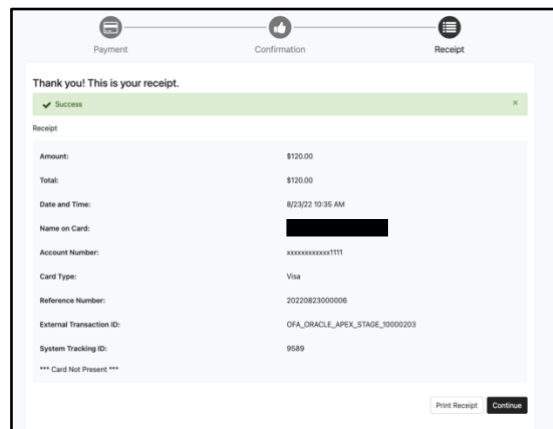 Payment Confirmation Receipt
Thank you! This is your receipt.
Success ×
Receipt
Amount: $120.00
Total: $120.00
Date and Time: 8/23/22 10:35 AM
Name on Card:
Account Number: xxxxxxxxxxxx1111
Card Type: Visa
Reference Number: 20220823000006
External Transaction ID: OFA_ORACLE_APEX_STAGE_10000203
System Tracking ID: 9589
*** Card Not Present ***
Print Receipt Continue